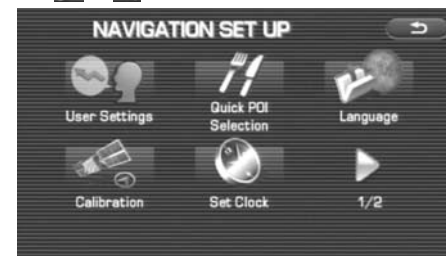 NAVIGATION SET UP
User Settings
Quick POI
Selection
Language
Calibration
Set Clock
1/2